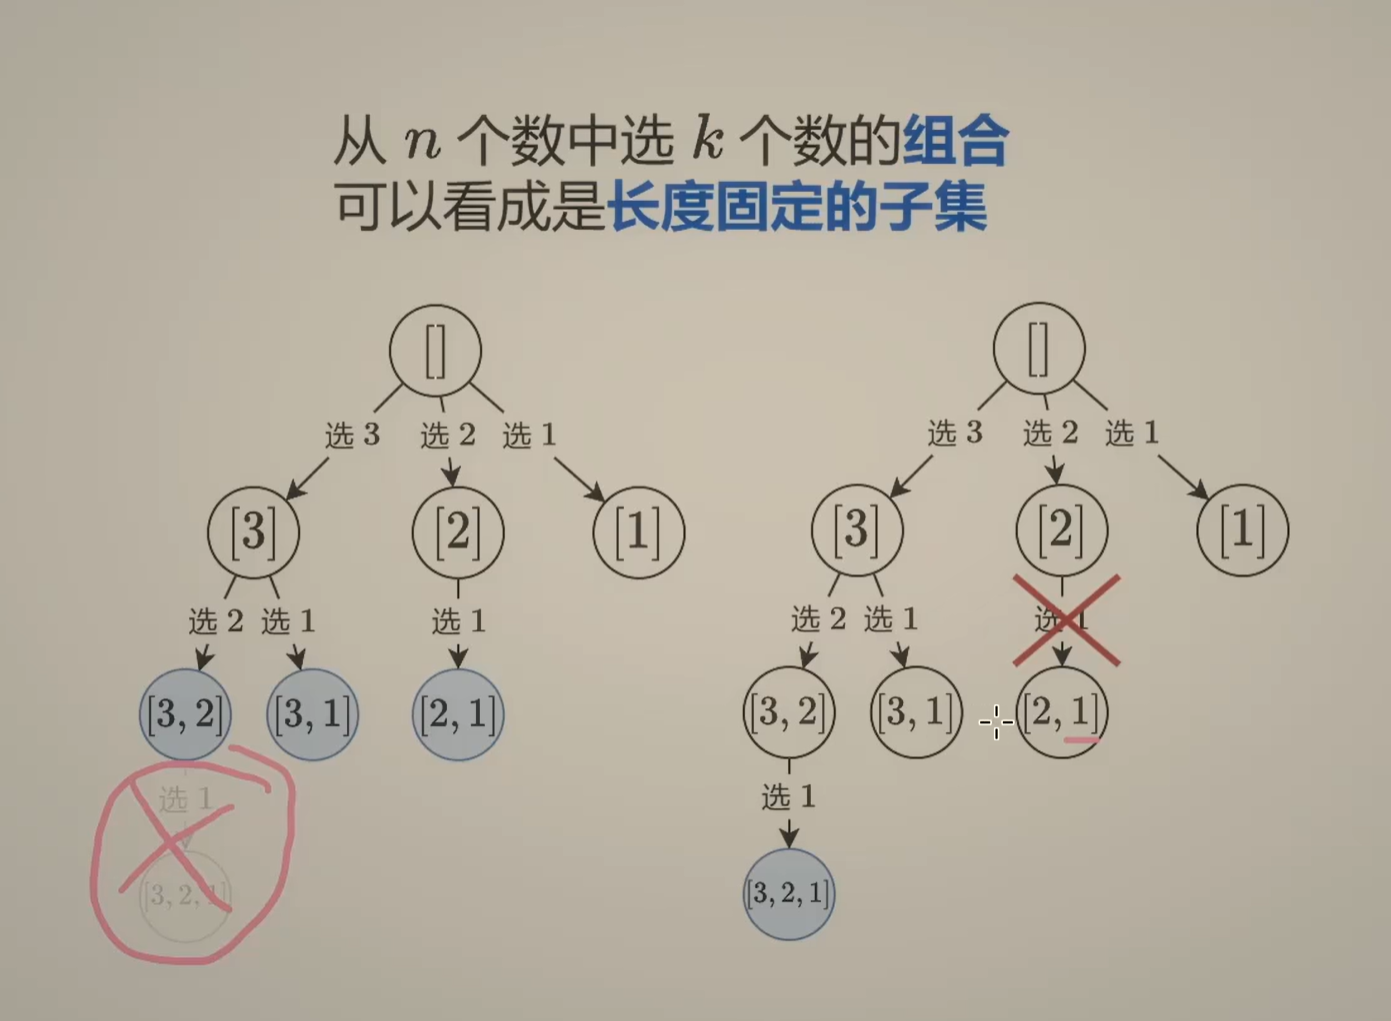 从 n 个数中选 k 个数的组合
可以看成是长度固定的子集
[] []
选 3 选 2 选 1 选 3 选 2 选 1
[3] [2] [1] [3] [2] [1]
选 2 选 1 选 1 选 2 选 1 选 1
[3, 2] [3, 1] [2, 1] [3, 2] [3, 1] [2, 1]
选 1 选 1
[3, 2, 1] [3, 2, 1]